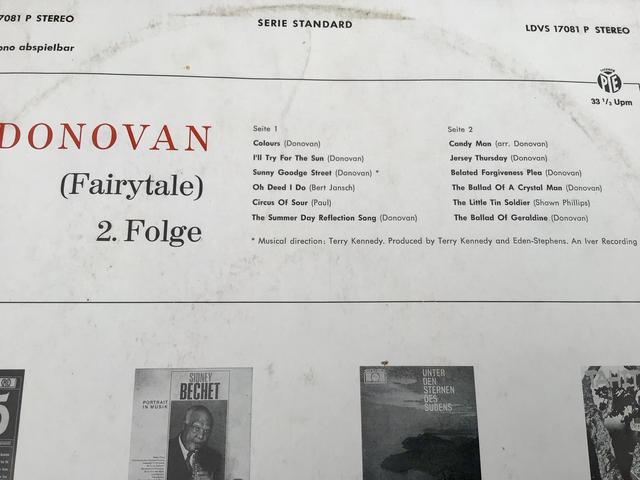 7081 P STEREO
SERIE STANDARD
LDVS 17081 P STEREO
ono abspielbar
PYE
33 1/3 Upm
DONOVAN
(Fairytale)
2. Folge
Seite 1
Colours (Donovan)
I'll Try For The Sun (Donovan)
Sunny Goodge Street (Donovan) *
Oh Deed I Do (Bert Jansch)
Circus Of Sour (Paul)
The Summer Day Reflection Song (Donovan)
Seite 2
Candy Man (arr. Donovan)
Jersey Thursday (Donovan)
Belated Forgiveness Plea (Donovan)
The Ballad Of A Crystal Man (Donovan)
The Little Tin Soldier (Shawn Phillips)
The Ballad Of Geraldine (Donovan)
* Musical direction: Terry Kennedy. Produced by Terry Kennedy and Eden-Stephens. An Iver Recording
5
SIDNEY
BECHET
PORTRAIT
IN MUSIK
UNTER
DEN
STERNEN
DES
SÜDENS